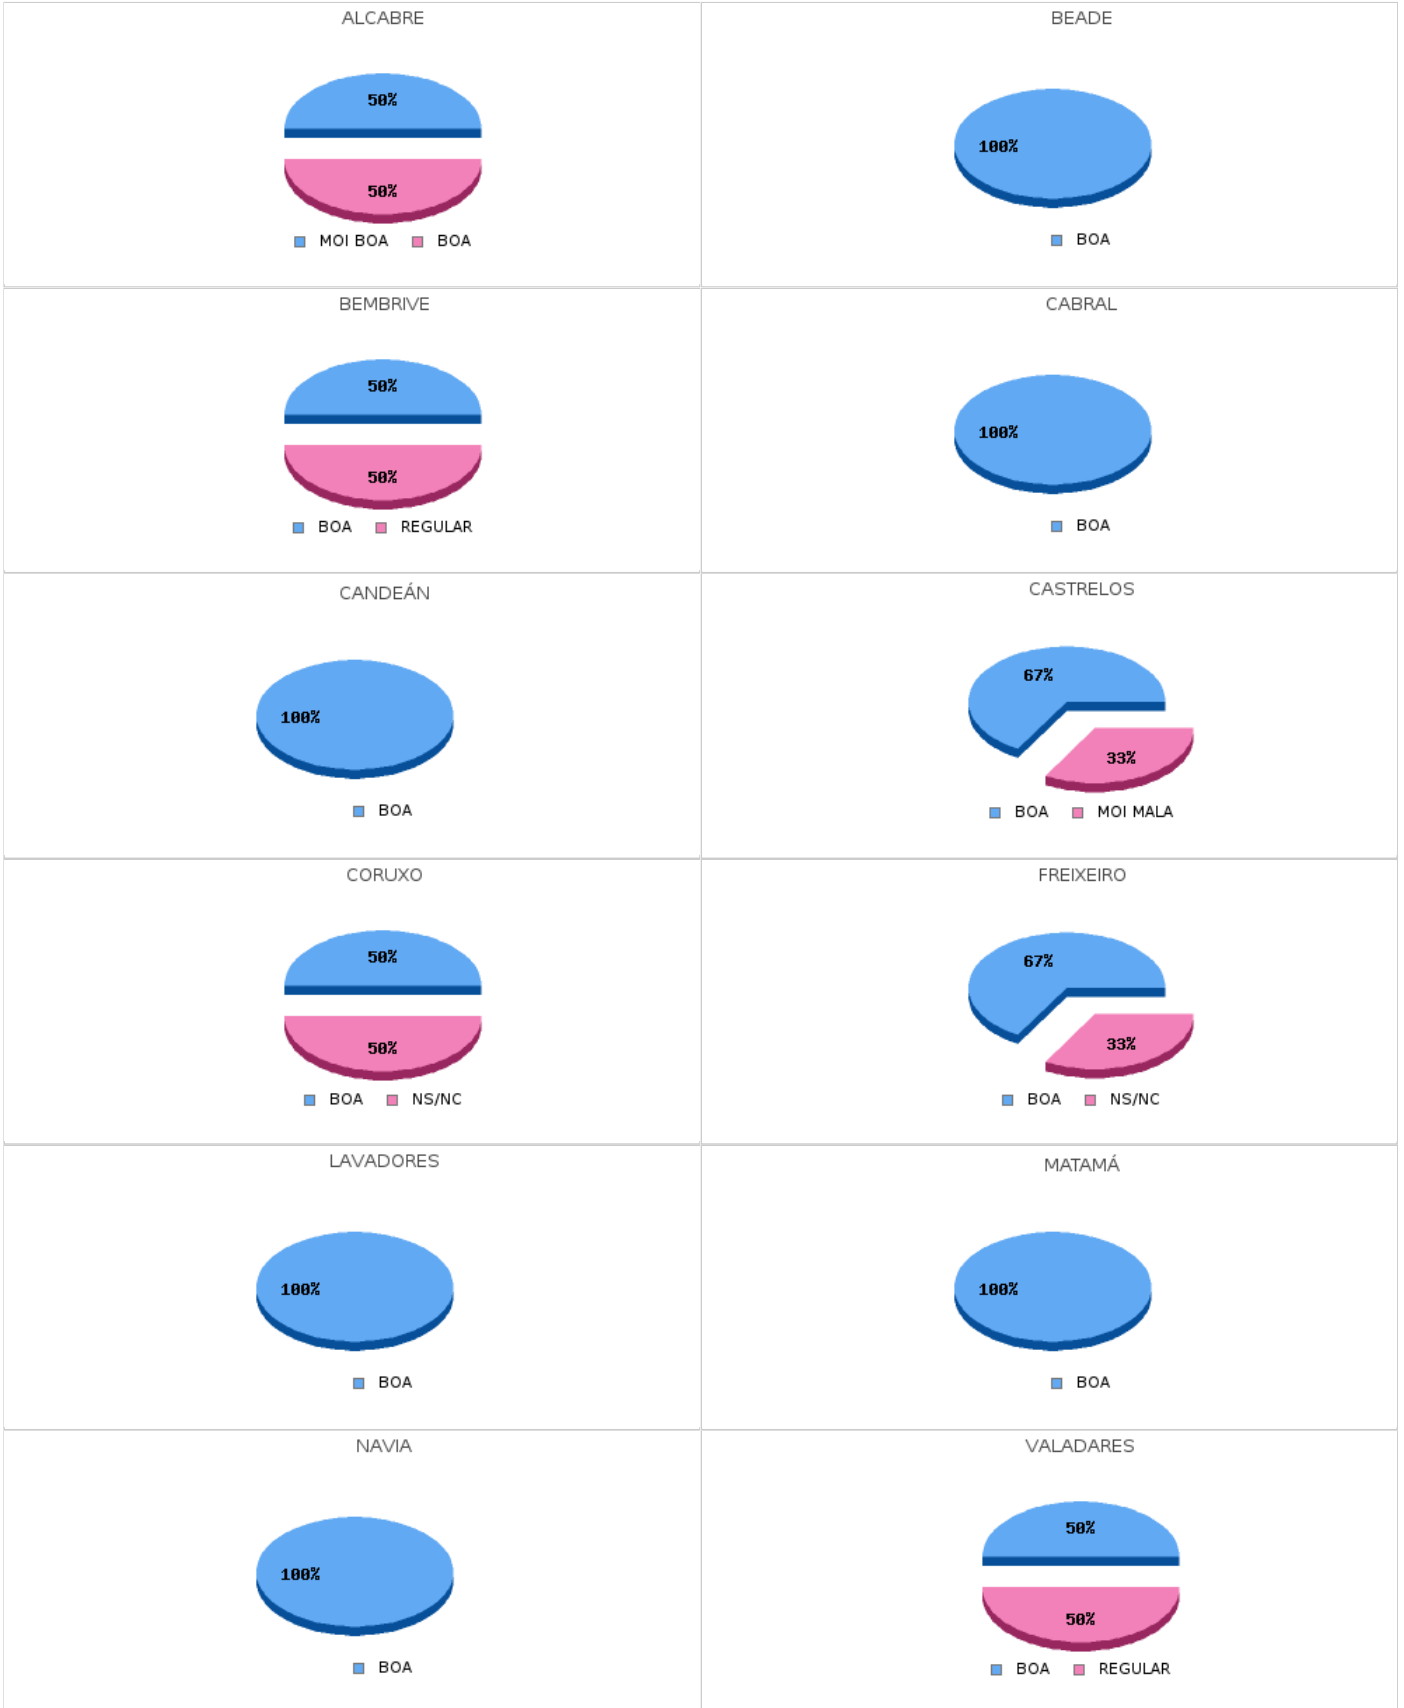 ALCABRE
50%
50%
MOI BOA BOA
BEADE
100%
BOA
BEMBRIVE
50%
50%
BOA REGULAR
CABRAL
100%
BOA
CANDEÁN
100%
BOA
CASTRELOS
67%
33%
BOA MOI MALA
CORUXO
50%
50%
BOA NS/NC
FREIXEIRO
67%
33%
BOA NS/NC
LAVADORES
100%
BOA
MATAMÁ
100%
BOA
NAVIA
100%
BOA
VALADARES
50%
50%
BOA REGULAR